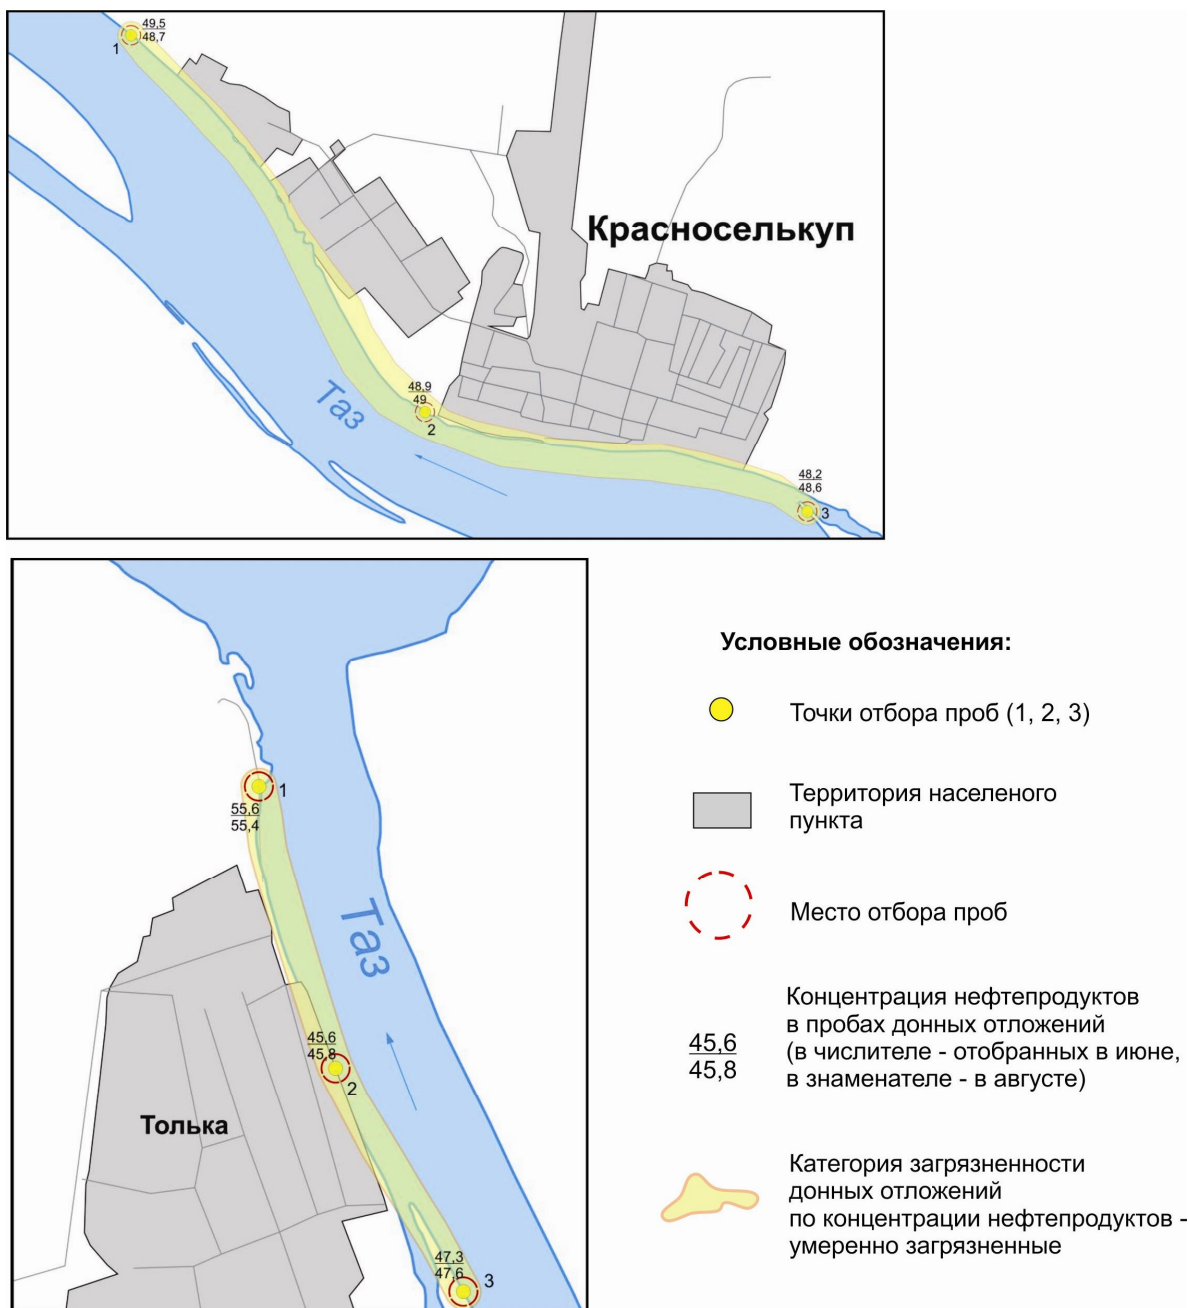 49,5
48,7
1
Красноселькуп
Таз
48,9
49
2
48,2
48,6
3
1
55,6
55,4
Таз
45,6
45,8
2
Толька
47,3
47,6
3
Условные обозначения:
Точки отбора проб (1, 2, 3)
Территория населеного
пункта
Место отбора проб
45,6
45,8
Концентрация нефтепродуктов
в пробах донных отложений
(в числителе - отобранных в июне,
в знаменателе - в августе)
Категория загрязненности
донных отложений
по концентрации нефтепродуктов -
умеренно загрязненные